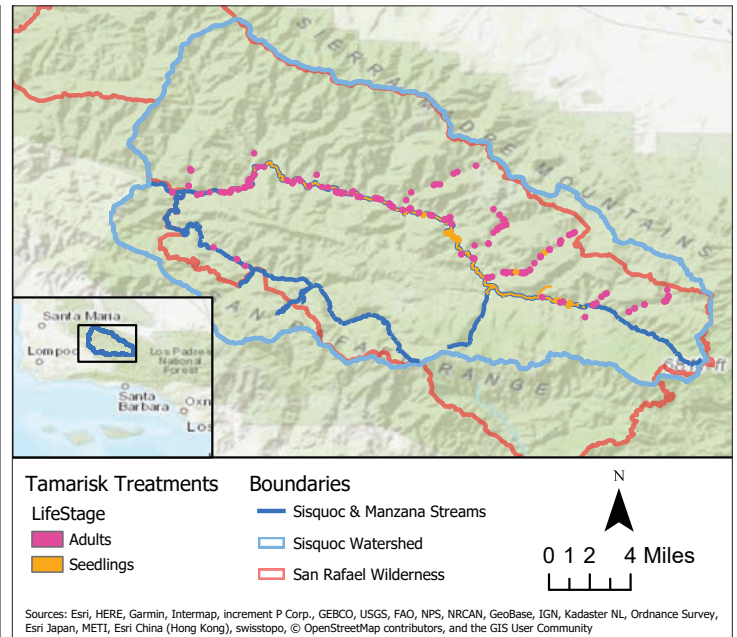 SIERRA MADRE MOUNTAINS
SAN RAFAEL RANGE
Santa Maria
Lompoc
Los Padres
National
Forest
Santa
Barbara
Oxn
Los
Tamarisk Treatments
LifeStage
Adults
Seedlings
Boundaries
Sisquoc & Manzana Streams
Sisquoc Watershed
San Rafael Wilderness
N
0 1 2 4 Miles
Sources: Esri, HERE, Garmin, Intermap, increment P Corp., GEBCO, USGS, FAO, NPS, NRCAN, GeoBase, IGN, Kadaster NL, Ordnance Survey,
Esri Japan, METI, Esri China (Hong Kong), swisstopo, © OpenStreetMap contributors, and the GIS User Community